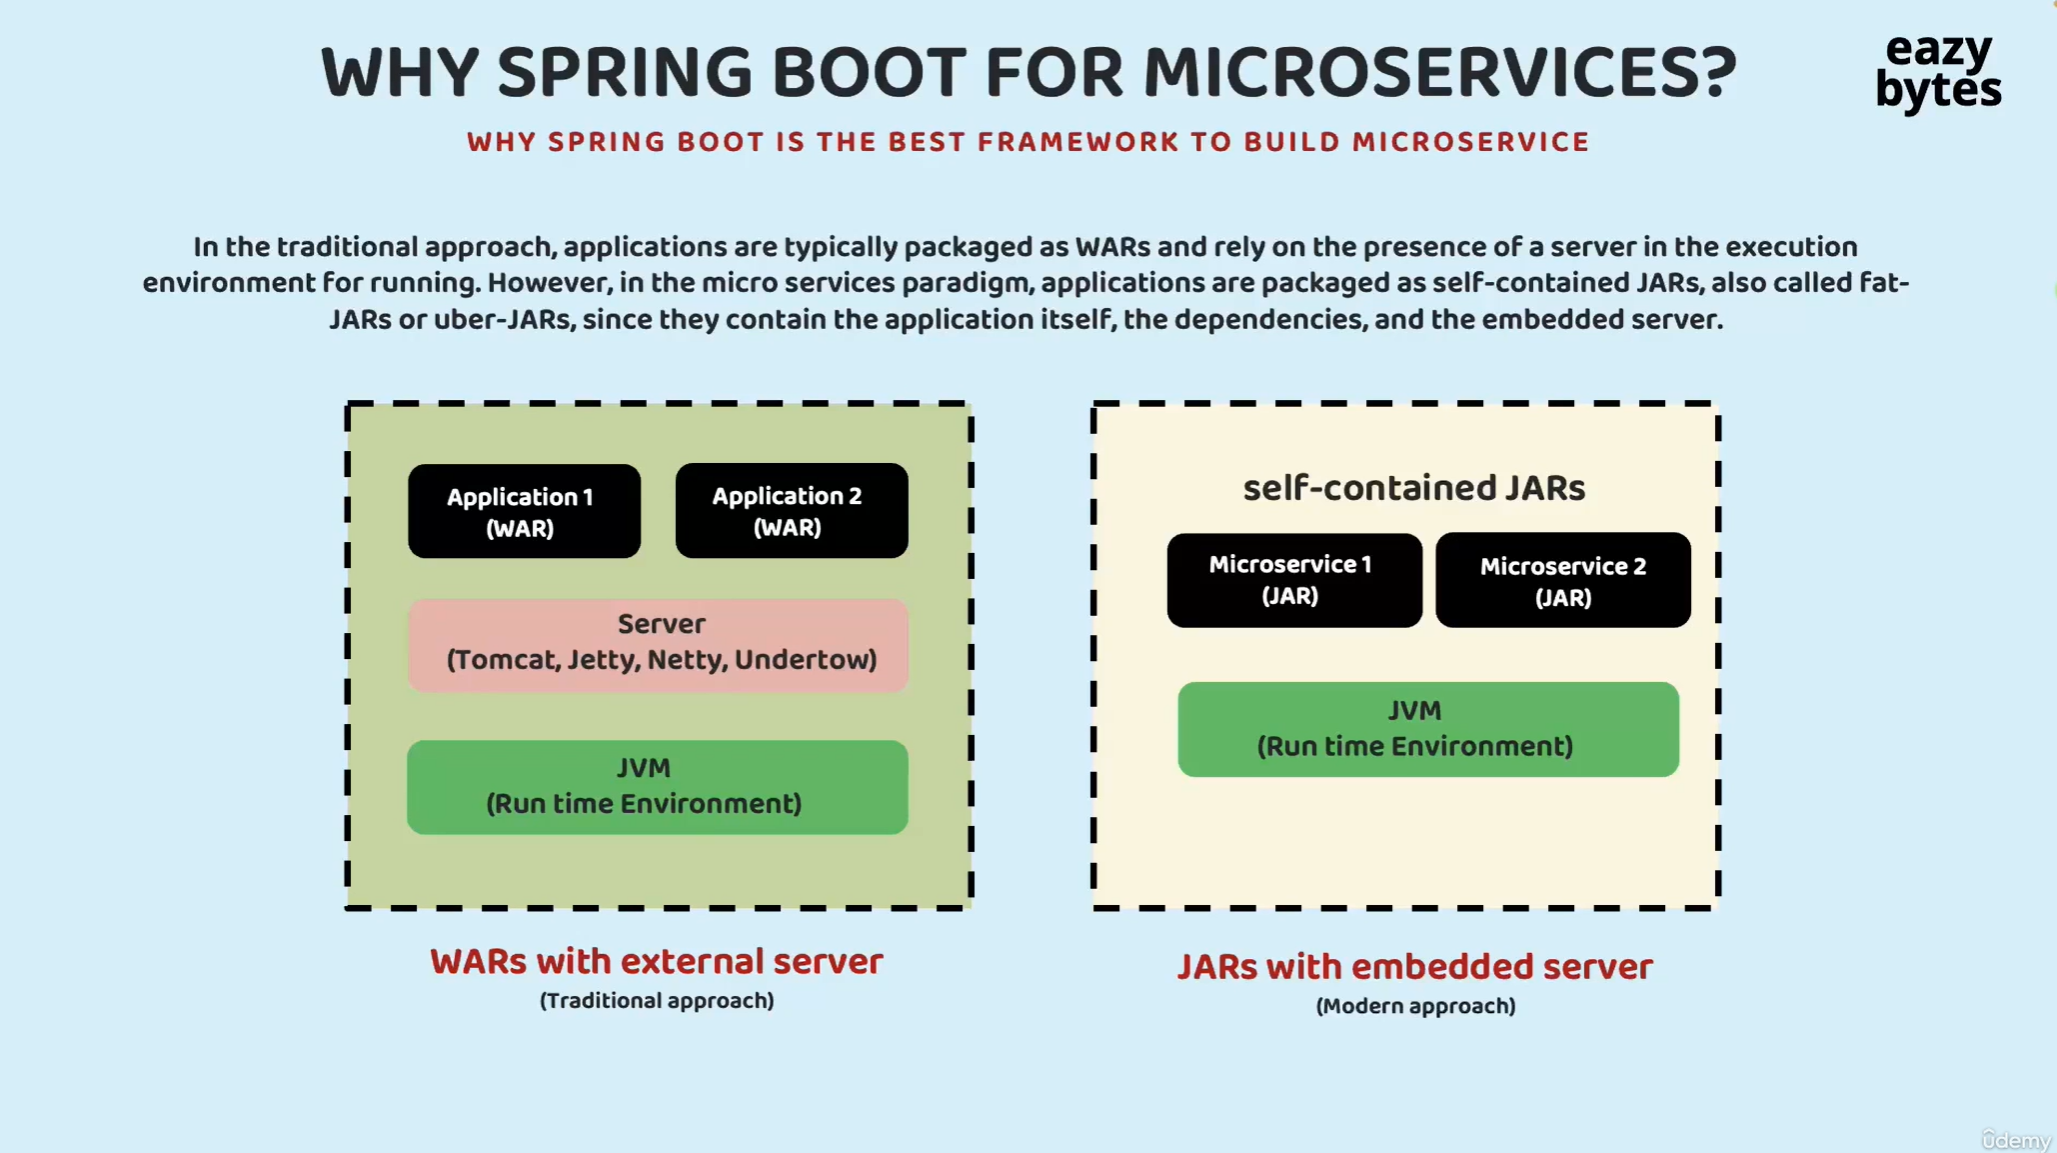 WHY SPRING BOOT FOR MICROSERVICES?
eazy
bytes
WHY SPRING BOOT IS THE BEST FRAMEWORK TO BUILD MICROSERVICE
In the traditional approach, applications are typically packaged as WARs and rely on the presence of a server in the execution
environment for running. However, in the micro services paradigm, applications are packaged as self-contained JARs, also called fat-
JARs or uber-JARs, since they contain the application itself, the dependencies, and the embedded server.
Application 1
(WAR)
Application 2
(WAR)
Server
(Tomcat, Jetty, Netty, Undertow)
JVM
(Run time Environment)
WARs with external server
(Traditional approach)
self-contained JARs
Microservice 1
(JAR)
Microservice 2
(JAR)
JVM
(Run time Environment)
JARs with embedded server
(Modern approach)
ûdemy